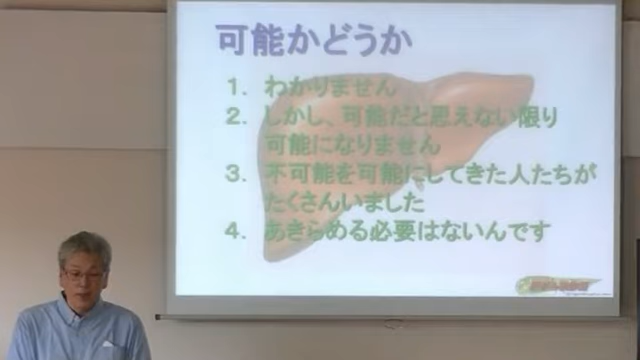 可能かどうか
1. わかりません
2. しかし、可能だと思えない限り
可能になりません
3. 不可能を可能にしてきた人たちが
たくさんいました
4. あきらめる必要はないんです